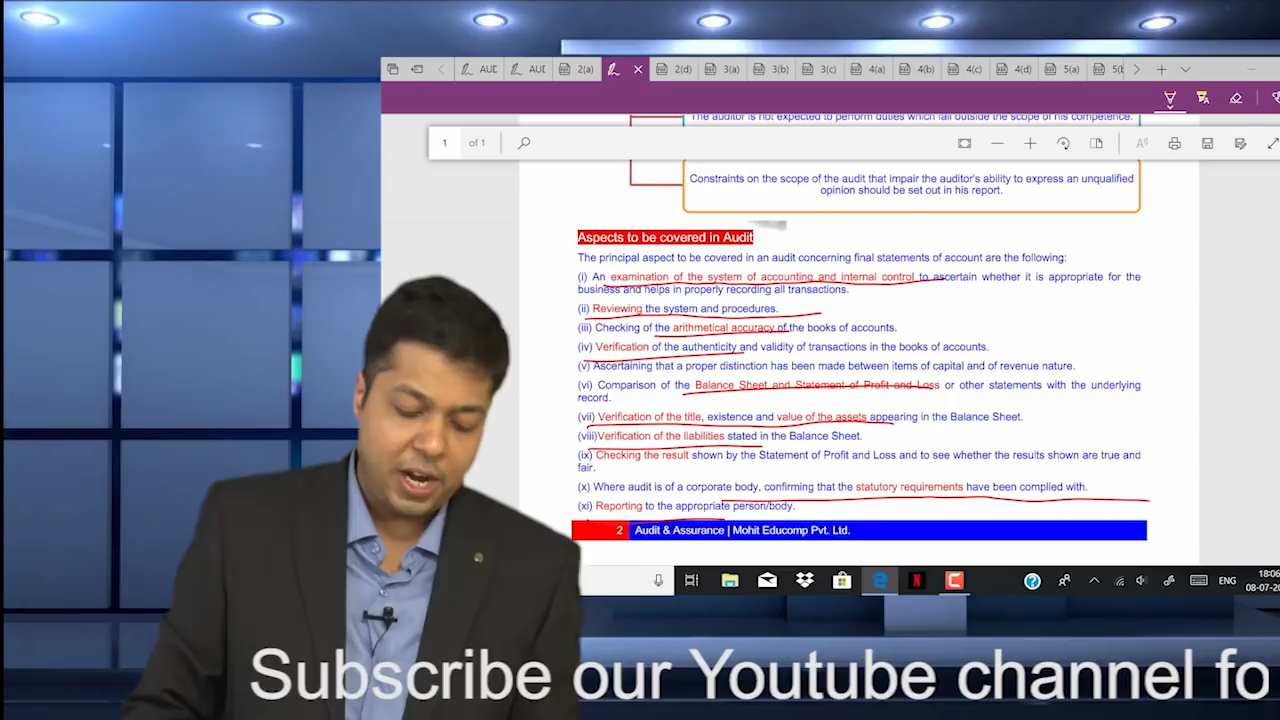 AUD AUD 2(a) 2(d) 3(a) 3(b) 3(c) 4(a) 4(b) 4(c) 4(d) 5(a)
The auditor is not expected to perform duties which fall outside the scope of his competence.
1 of 1
Constraints on the scope of the audit that impair the auditor's ability to express an unqualified
opinion should be set out in his report.
Aspects to be covered in Audit
The principal aspect to be covered in an audit concerning final statements of account are the following:
(i) An examination of the system of accounting and internal control to ascertain whether it is appropriate for the
business and helps in properly recording all transactions.
(ii) Reviewing the system and procedures.
(iii) Checking of the arithmetical accuracy of the books of accounts.
(iv) Verification of the authenticity and validity of transactions in the books of accounts.
(v) Ascertaining that a proper distinction has been made between items of capital and of revenue nature.
(vi) Comparison of the Balance Sheet and Statement of Profit and Loss or other statements with the underlying
record.
(vii) Verification of the title, existence and value of the assets appearing in the Balance Sheet.
(viii)Verification of the liabilities stated in the Balance Sheet.
(ix) Checking the result shown by the Statement of Profit and Loss and to see whether the results shown are true and
fair.
(x) Where audit is of a corporate body, confirming that the statutory requirements have been complied with.
(xi) Reporting to the appropriate person/body.
2 Audit & Assurance | Mohit Educomp Pvt. Ltd.
ENG
18:06
08-07-20
Subscribe our Youtube channel fo